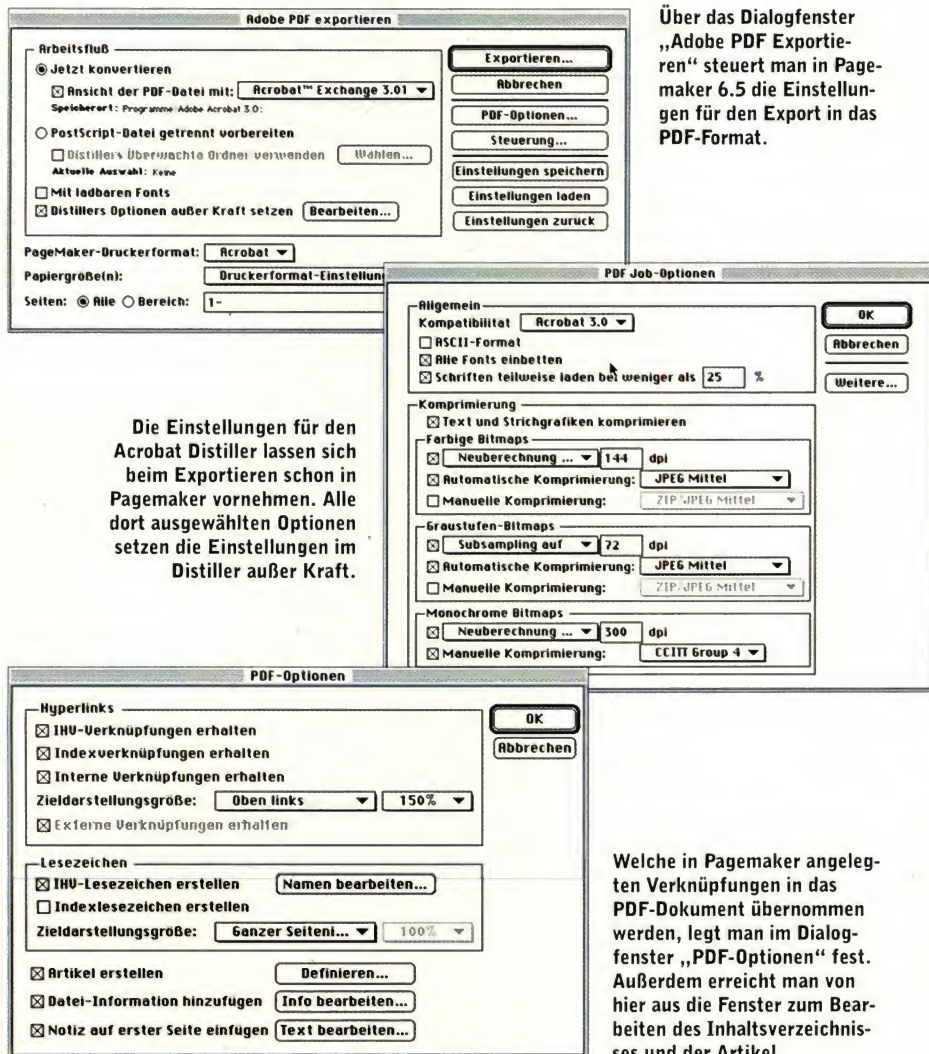 Adobe PDF exportieren
Arbeitsfluß
Jetzt konvertieren
Ansicht der PDF-Datei mit: Acrobat™ Exchange 3.01
Speicherort: Programme:Adobe Acrobat 3.0:
PostScript-Datei getrennt vorbereiten
Distillers Überwachte Ordner verwenden Wählen...
Aktuelle Auswahl: Keine
Mit ladbaren Fonts
Distillers Optionen außer Kraft setzen Bearbeiten...
PageMaker-Druckerformat: Acrobat
Papiergröße(n): Druckerformat-Einstellun
Seiten: Alle Bereich: 1-
Exportieren...
Abbrechen
PDF-Optionen...
Steuerung...
Einstellungen speichern
Einstellungen laden
Einstellungen zurück
Über das Dialogfenster
„Adobe PDF Exportie-
ren“ steuert man in Page-
maker 6.5 die Einstellun-
gen für den Export in das
PDF-Format.
PDF Job-Optionen
Allgemein
Kompatibilität Acrobat 3.0
ASCII-Format
Alle Fonts einbetten
Schriften teilweise laden bei weniger als 25 %
Komprimierung
Text und Strichgrafiken komprimieren
Farbige Bitmaps
Neuberechnung ... 144 dpi
Automatische Komprimierung: JPEG Mittel
Manuelle Komprimierung: ZIP/JPEG Mittel
Graustufen-Bitmaps
Subsampling auf 72 dpi
Automatische Komprimierung: JPEG Mittel
Manuelle Komprimierung: ZIP/JPEG Mittel
Monochrome Bitmaps
Neuberechnung ... 300 dpi
Manuelle Komprimierung: CCITT Group 4
OK
Abbrechen
Weitere...
Die Einstellungen für den
Acrobat Distiller lassen sich
beim Exportieren schon in
Pagemaker vornehmen. Alle
dort ausgewählten Optionen
setzen die Einstellungen im
Distiller außer Kraft.
PDF-Optionen
Hyperlinks
IHV-Verknüpfungen erhalten
Indexverknüpfungen erhalten
Interne Verknüpfungen erhalten
Zieldarstellungsgröße: Oben links 150%
Externe Verknüpfungen erhalten
Lesezeichen
IHV-Lesezeichen erstellen Namen bearbeiten...
Indexlesezeichen erstellen
Zieldarstellungsgröße: Ganzer Seiteni... 100%
Artikel erstellen Definieren...
Datei-Information hinzufügen Info bearbeiten...
Notiz auf erster Seite einfügen Text bearbeiten...
OK
Abbrechen
Welche in Pagemaker angeleg-
ten Verknüpfungen in das
PDF-Dokument übernommen
werden, legt man im Dialog-
fenster „PDF-Optionen“ fest.
Außerdem erreicht man von
hier aus die Fenster zum Bear-
beiten des Inhaltsverzeichnis-
ses und der Artikel.